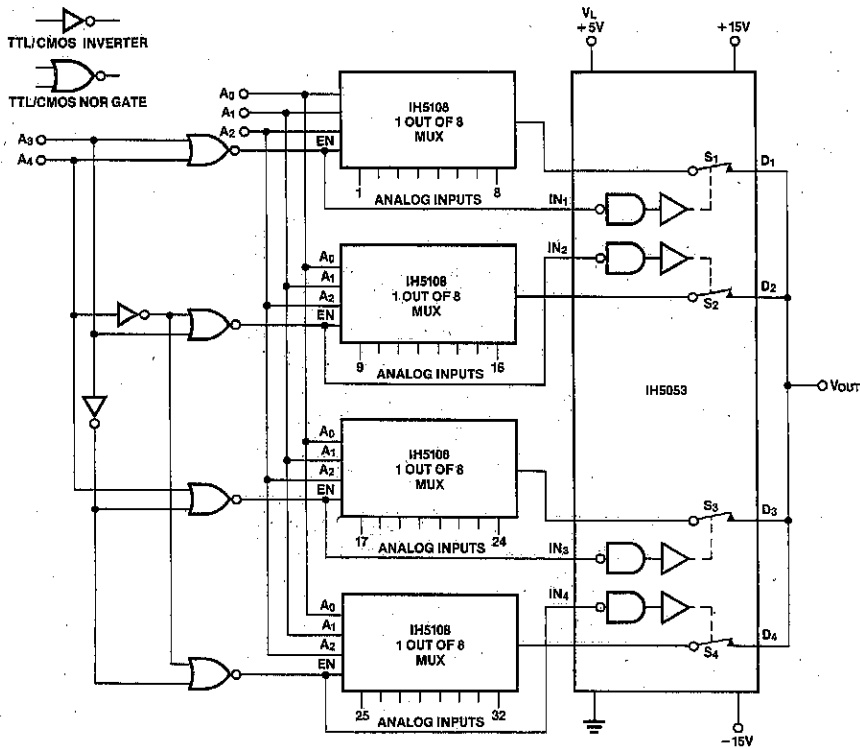 TTL/CMOS INVERTER
TTL/CMOS NOR GATE
VL
+5V
+15V
A0
A1
A2
EN
IH5108
1 OUT OF 8
MUX
1
8
ANALOG INPUTS
A3
A4
S1
D1
IN1
IN2
A0
A1
A2
EN
IH5108
1 OUT OF 8
MUX
9
16
ANALOG INPUTS
S2
D2
IH5053
VOUT
A0
A1
A2
EN
IH5108
1 OUT OF 8
MUX
17
24
ANALOG INPUTS
S3
D3
IN3
IN4
A0
A1
A2
EN
IH5108
1 OUT OF 8
MUX
25
32
ANALOG INPUTS
S4
D4
-15V